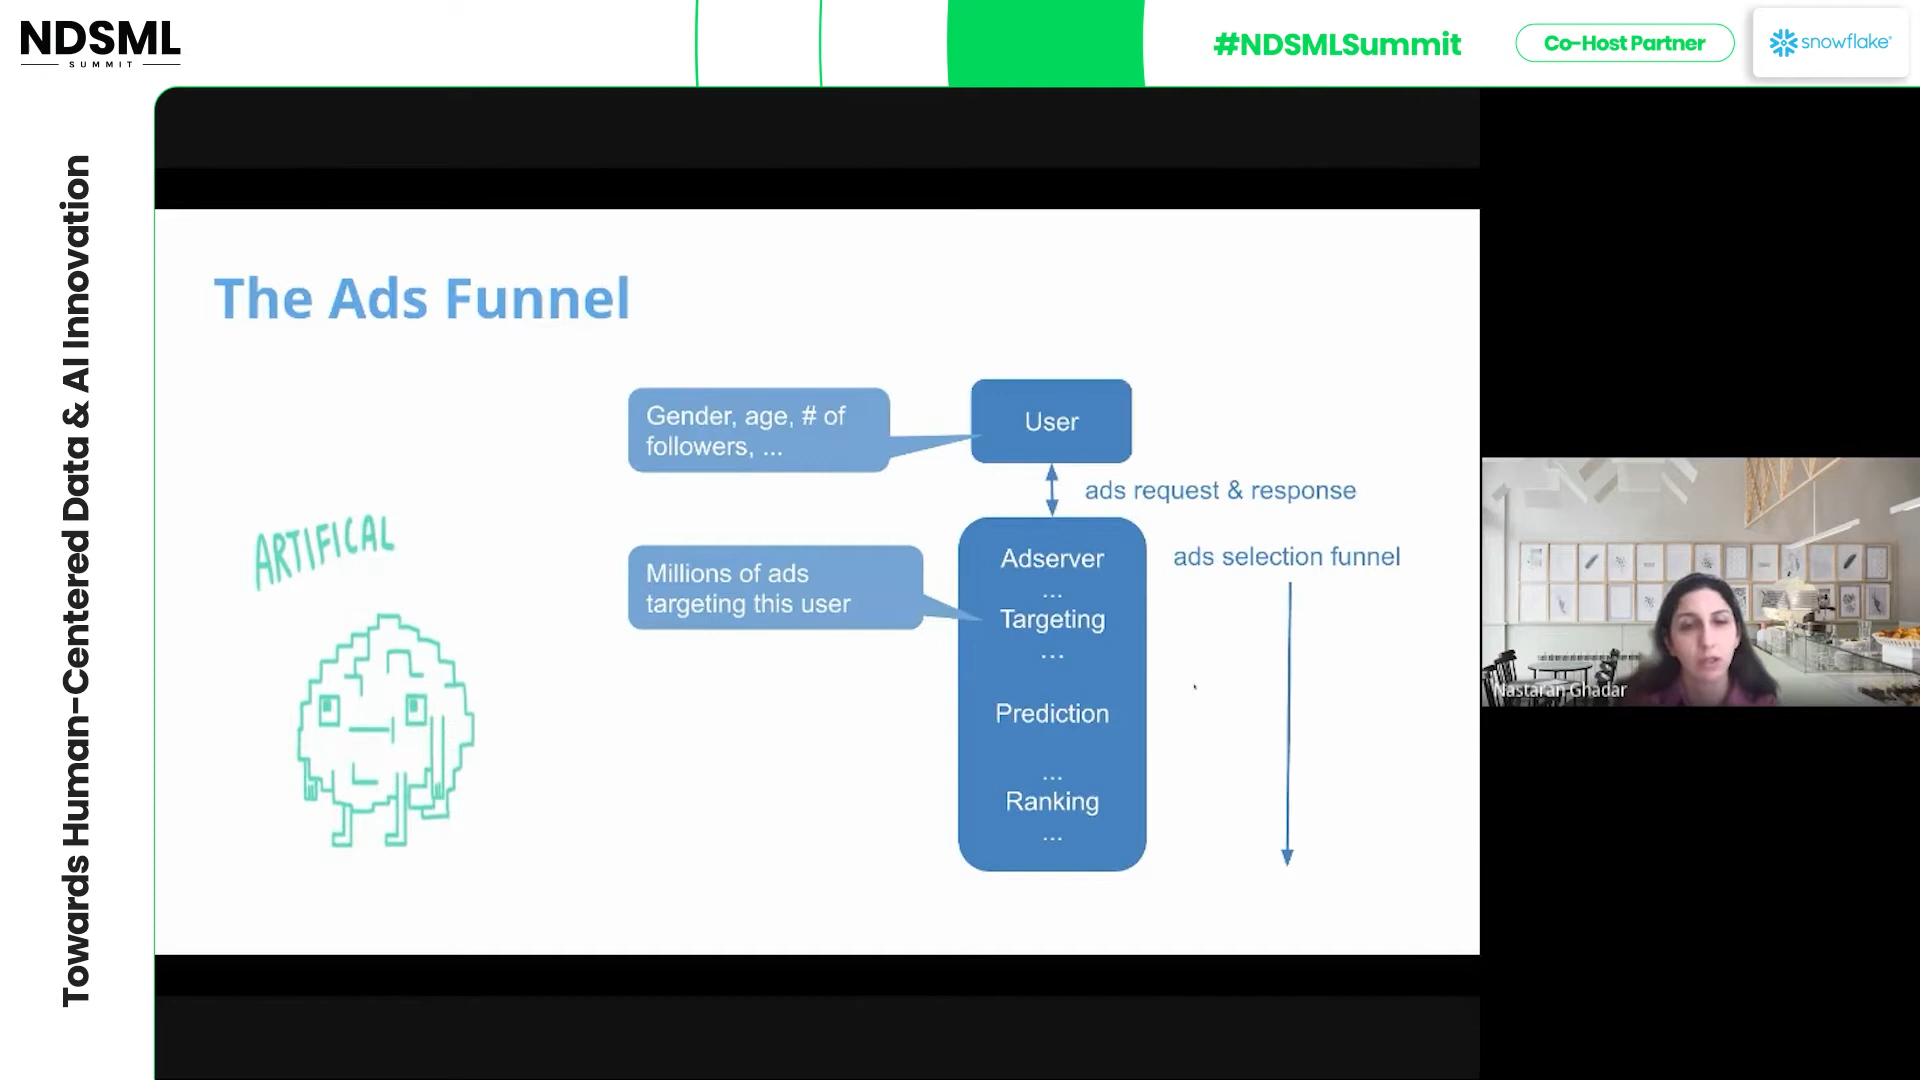 NDSML
SUMMIT
#NDSMLSummit
Co-Host Partner
snowflake
Towards Human-Centered Data & AI Innovation
The Ads Funnel
Gender, age, # of
followers, ...
User
ads request & response
ARTIFICAL
Millions of ads
targeting this user
Adserver
...
Targeting
...
Prediction
...
Ranking
...
ads selection funnel
Nastaran Ghadar